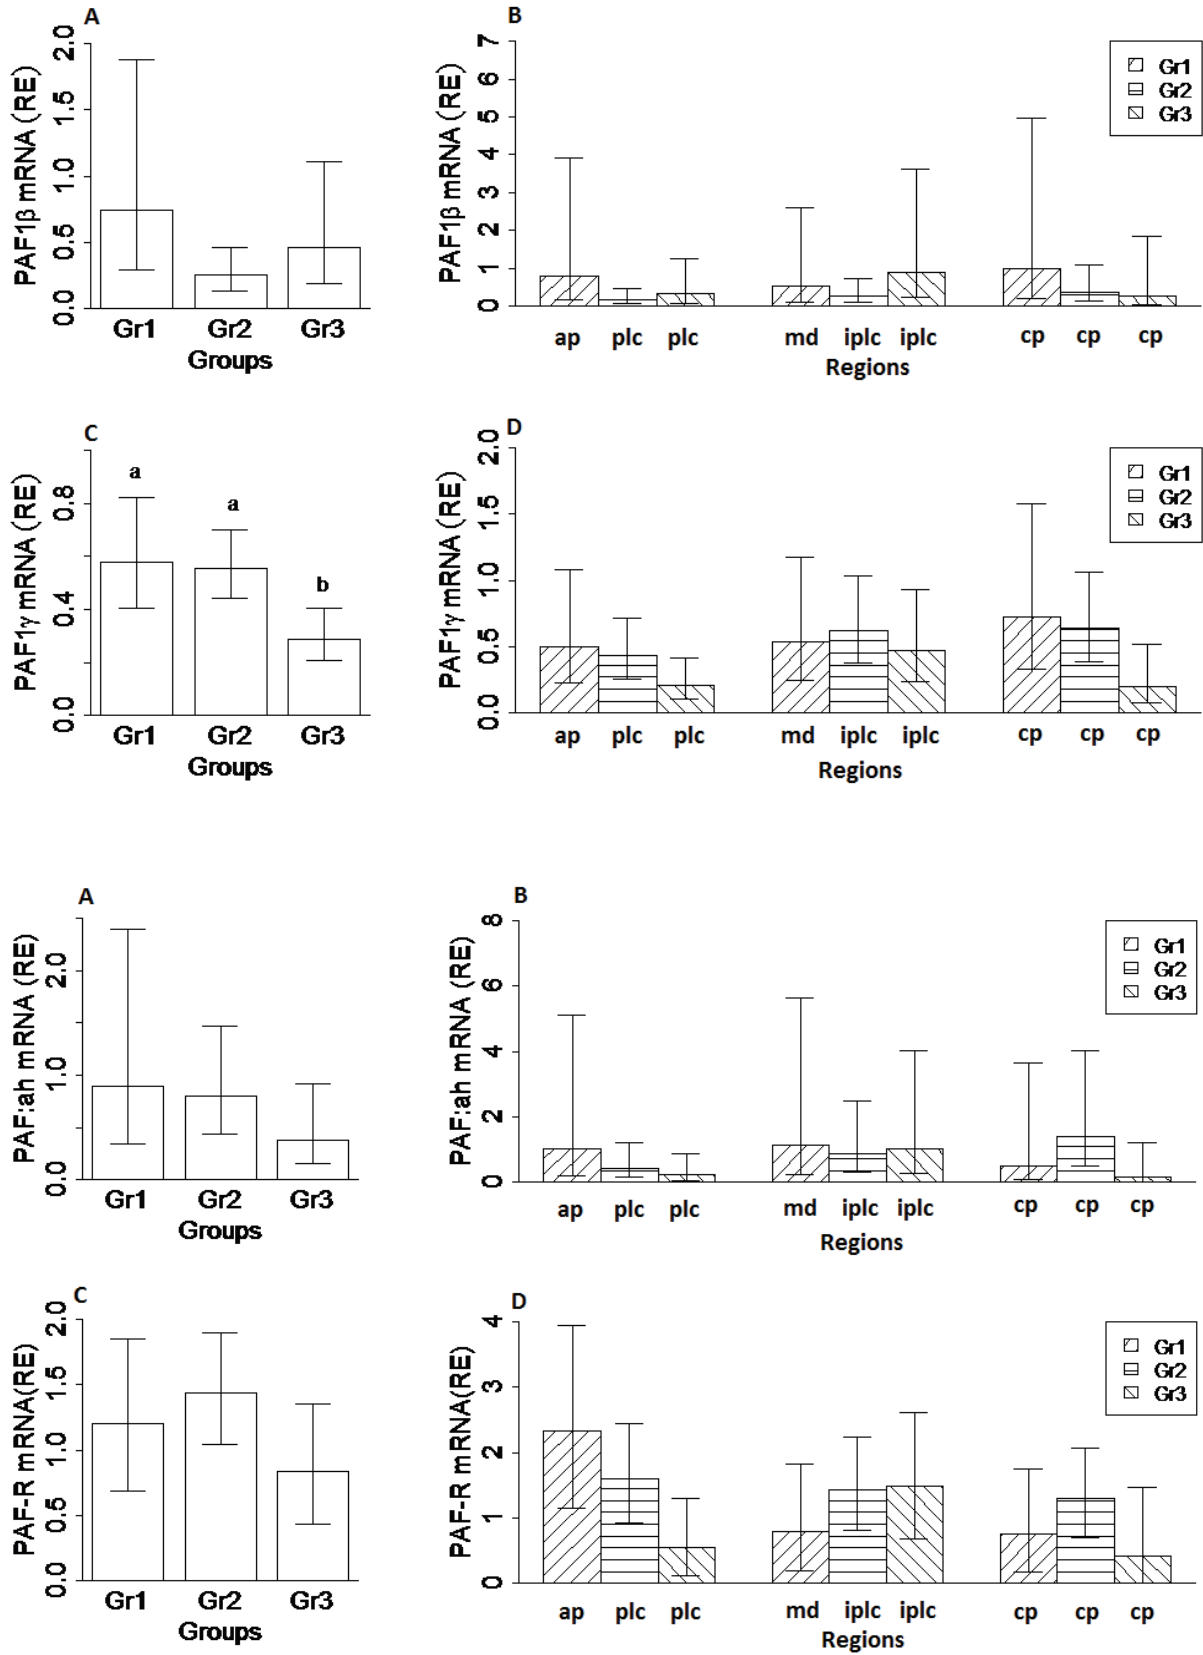 A
PAF1β mRNA (RE)
2.0
1.5
1.0
0.5
0.0
Gr1 Gr2 Gr3
Groups
B
PAF1β mRNA (RE)
7
6
5
4
3
2
1
0
Gr1
Gr2
Gr3
ap plc plc md iplc iplc cp cp cp
Regions
C
PAF1γ mRNA (RE)
0.8
0.4
0.0
a a b
Gr1 Gr2 Gr3
Groups
D
PAF1γ mRNA (RE)
2.0
1.5
1.0
0.5
0.0
Gr1
Gr2
Gr3
ap plc plc md iplc iplc cp cp cp
Regions
A
PAF:ah mRNA (RE)
2.0
1.0
0.0
Gr1 Gr2 Gr3
Groups
B
PAF:ah mRNA (RE)
8
6
4
2
0
Gr1
Gr2
Gr3
ap plc plc md iplc iplc cp cp cp
Regions
C
PAF-R mRNA(RE)
2.0
1.5
1.0
0.5
0.0
Gr1 Gr2 Gr3
Groups
D
PAF-R mRNA(RE)
4
3
2
1
0
Gr1
Gr2
Gr3
ap plc plc md iplc iplc cp cp cp
Regions